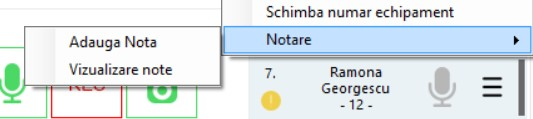 Schimba numar echipament
Notare
Adauga Nota
Vizualizare note
7.
Ramona
Georgescu
- 12 -